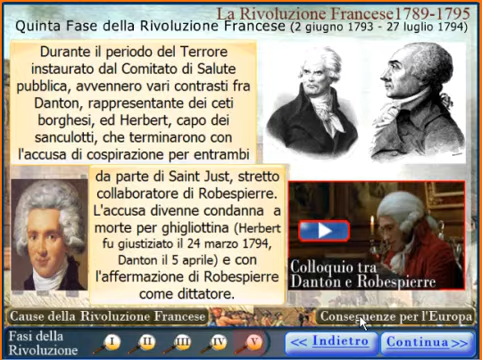 La Rivoluzione Francese1789-1795
Quinta Fase della Rivoluzione Francese (2 giugno 1793 - 27 luglio 1794)
Durante il periodo del Terrore
instaurato dal Comitato di Salute
pubblica, avvennero vari contrasti fra
Danton, rappresentante dei ceti
borghesi, ed Herbert, capo dei
sanculotti, che terminarono con
l'accusa di cospirazione per entrambi
da parte di Saint Just, stretto
collaboratore di Robespierre.
L'accusa divenne condanna a
morte per ghigliottina (Herbert
fu giustiziato il 24 marzo 1794,
Danton il 5 aprile) e con
l'affermazione di Robespierre
come dittatore.
Colloquio tra
Danton e Robespierre
Cause della Rivoluzione Francese
Conseguenze per l'Europa
Fasi della
Rivoluzione
I II III IV V
<< Indietro
Continua >>